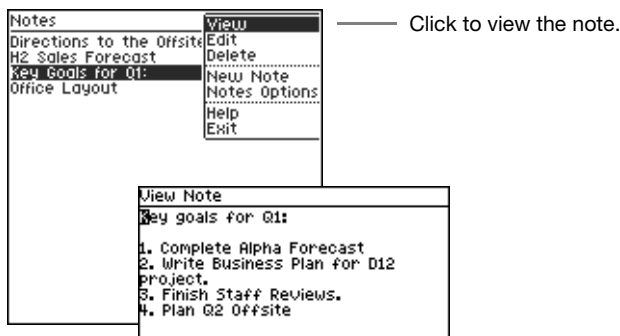 Notes
Directions to the Offsite
H2 Sales Forecast
Key Goals for Q1:
Office Layout
View
Edit
Delete
New Note
Notes Options
Help
Exit
Click to view the note.
View Note
Key goals for Q1:
1. Complete Alpha Forecast
2. Write Business Plan for D12
project.
3. Finish Staff Reviews.
4. Plan Q2 Offsite